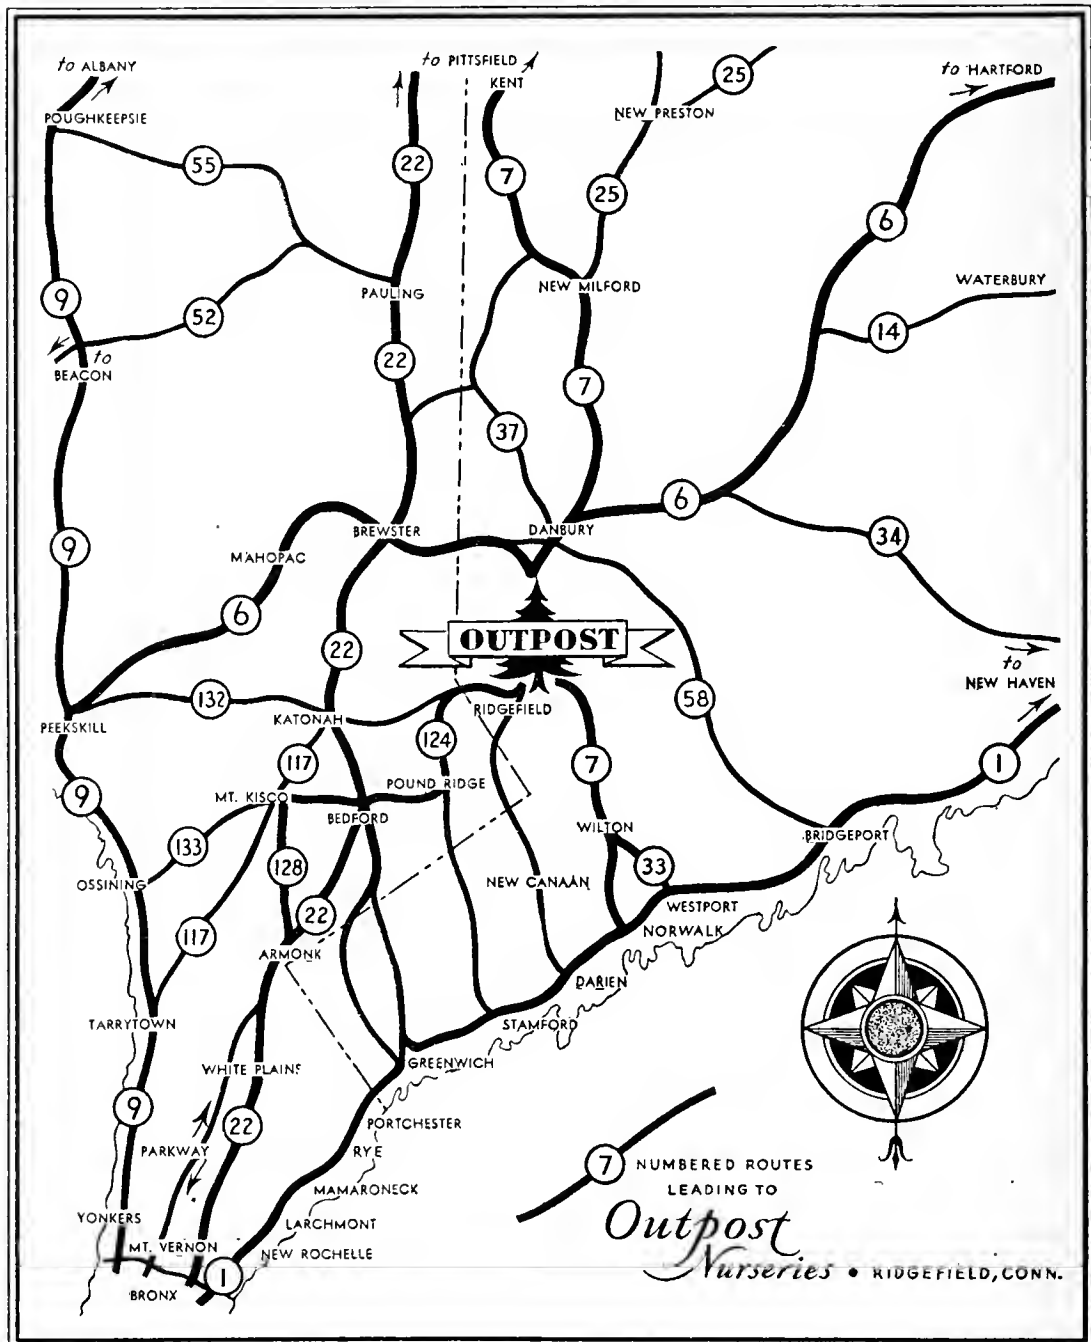 to ALBANY
to PITTSFIELD
KENT
25
to HARTFORD
POUGHKEEPSIE
NEW PRESTON
55
22
7
25
6
PAULING
NEW MILFORD
WATERBURY
9
52
14
to
BEACON
22
7
37
6
34
9
BREWSTER
DANBURY
MAHOPAC
6
22
OUTPOST
to
NEW HAVEN
132
58
PEEKSKILL
KATONAH
RIDGEFIELD
124
117
7
1
9
MT. KISCO
POUND RIDGE
BEDFORD
WILTON
BRIDGEPORT
133
128
33
OSSINING
NEW CANAAN
WESTPORT
117
22
NORWALK
ARMONK
DARIEN
TARRYTOWN
STAMFORD
WHITE PLAINS
GREENWICH
9
22
PORTCHESTER
PARKWAY
RYE
7 NUMBERED ROUTES
LEADING TO
MAMARONECK
YONKERS
LARCHMONT
Outpost
MT. VERNON
NEW ROCHELLE
Nurseries • RIDGEFIELD, CONN.
1
BRONX